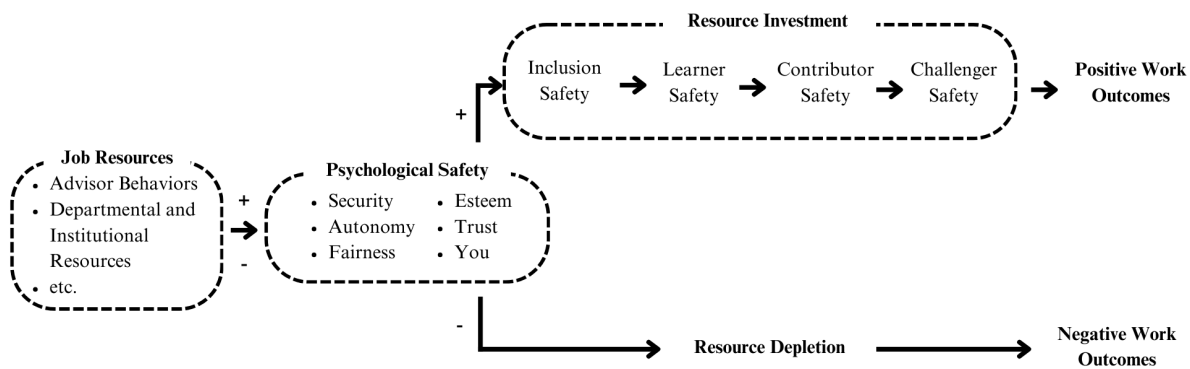 Resource Investment
Inclusion
Safety
Learner
Safety
Contributor
Safety
Challenger
Safety
Positive Work
Outcomes
+
Job Resources
• Advisor Behaviors
• Departmental and
Institutional
Resources
• etc.
+
-
Psychological Safety
• Security
• Autonomy
• Fairness
• Esteem
• Trust
• You
-
Resource Depletion
Negative Work
Outcomes